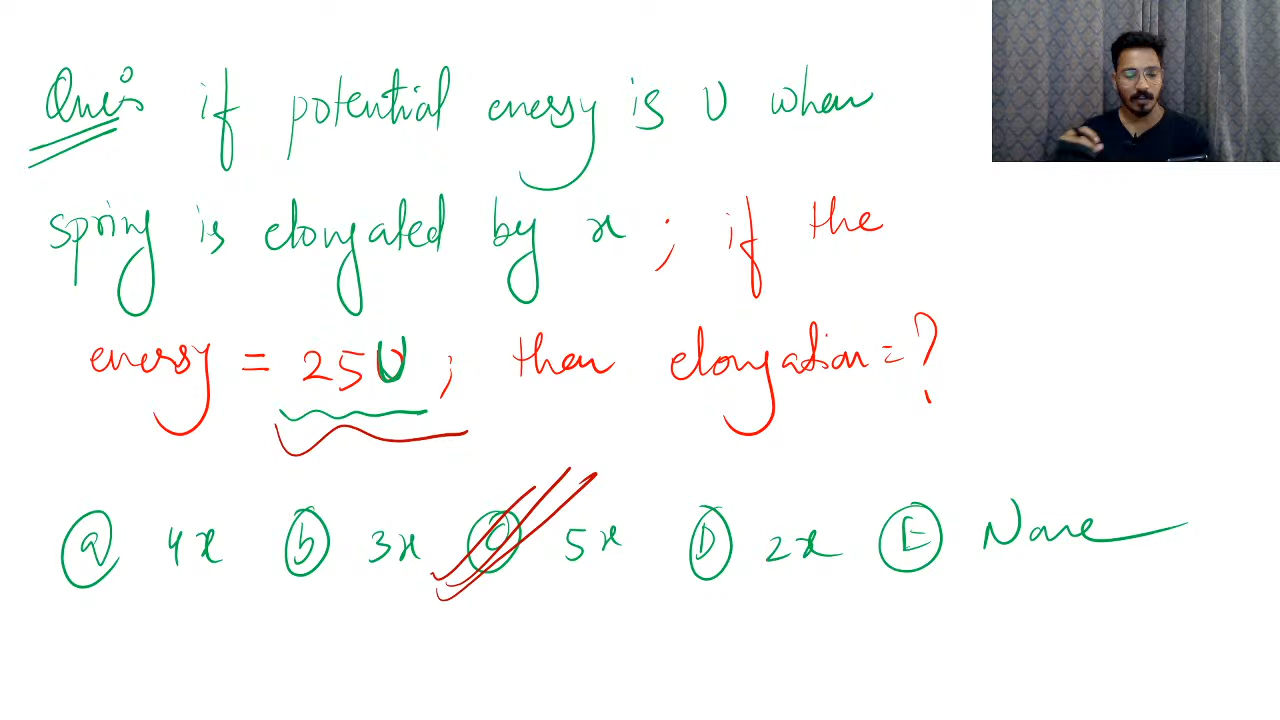 Ques if potential energy is U when
spring is elongated by x ; if the
energy = 25U ; then elongation = ?
(a) 4x (b) 3x (c) 5x (D) 2x (E) None